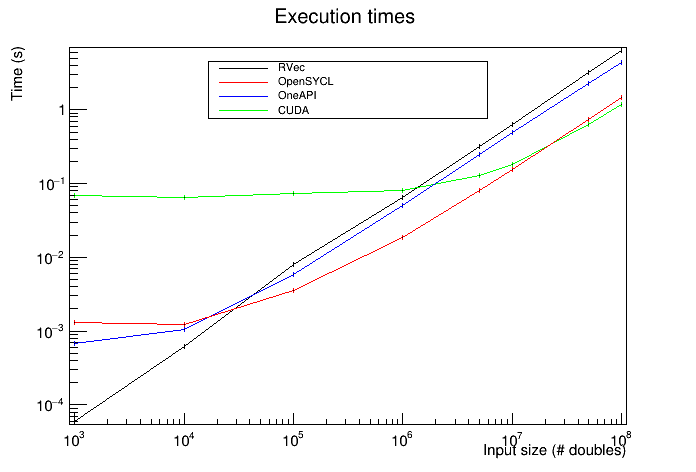 Execution times
Time (s)
RVec
OpenSYCL
OneAPI
CUDA
1
10⁻¹
10⁻²
10⁻³
10⁻⁴
10³ 10⁴ 10⁵ 10⁶ 10⁷ 10⁸
Input size (# doubles)